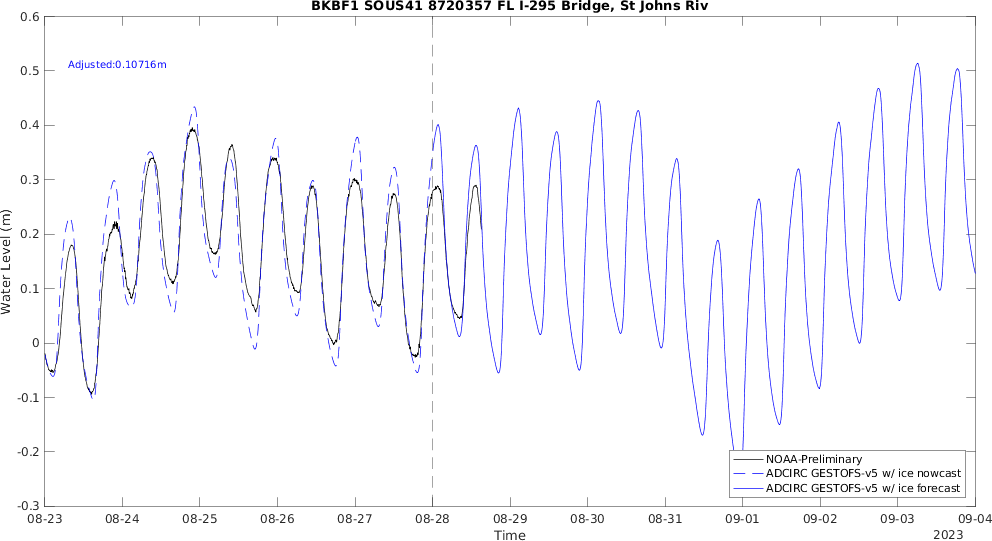 BKBF1 SOUS41 8720357 FL I-295 Bridge, St Johns Riv
0.6
Adjusted:0.10716m
0.5
0.4
0.3
0.2
0.1
0
-0.1
-0.2
-0.3
Water Level (m)
NOAA-Preliminary
ADCIRC GESTOFS-v5 w/ ice nowcast
ADCIRC GESTOFS-v5 w/ ice forecast
08-23 08-24 08-25 08-26 08-27 08-28 08-29 08-30 08-31 09-01 09-02 09-03 09-04
Time
2023